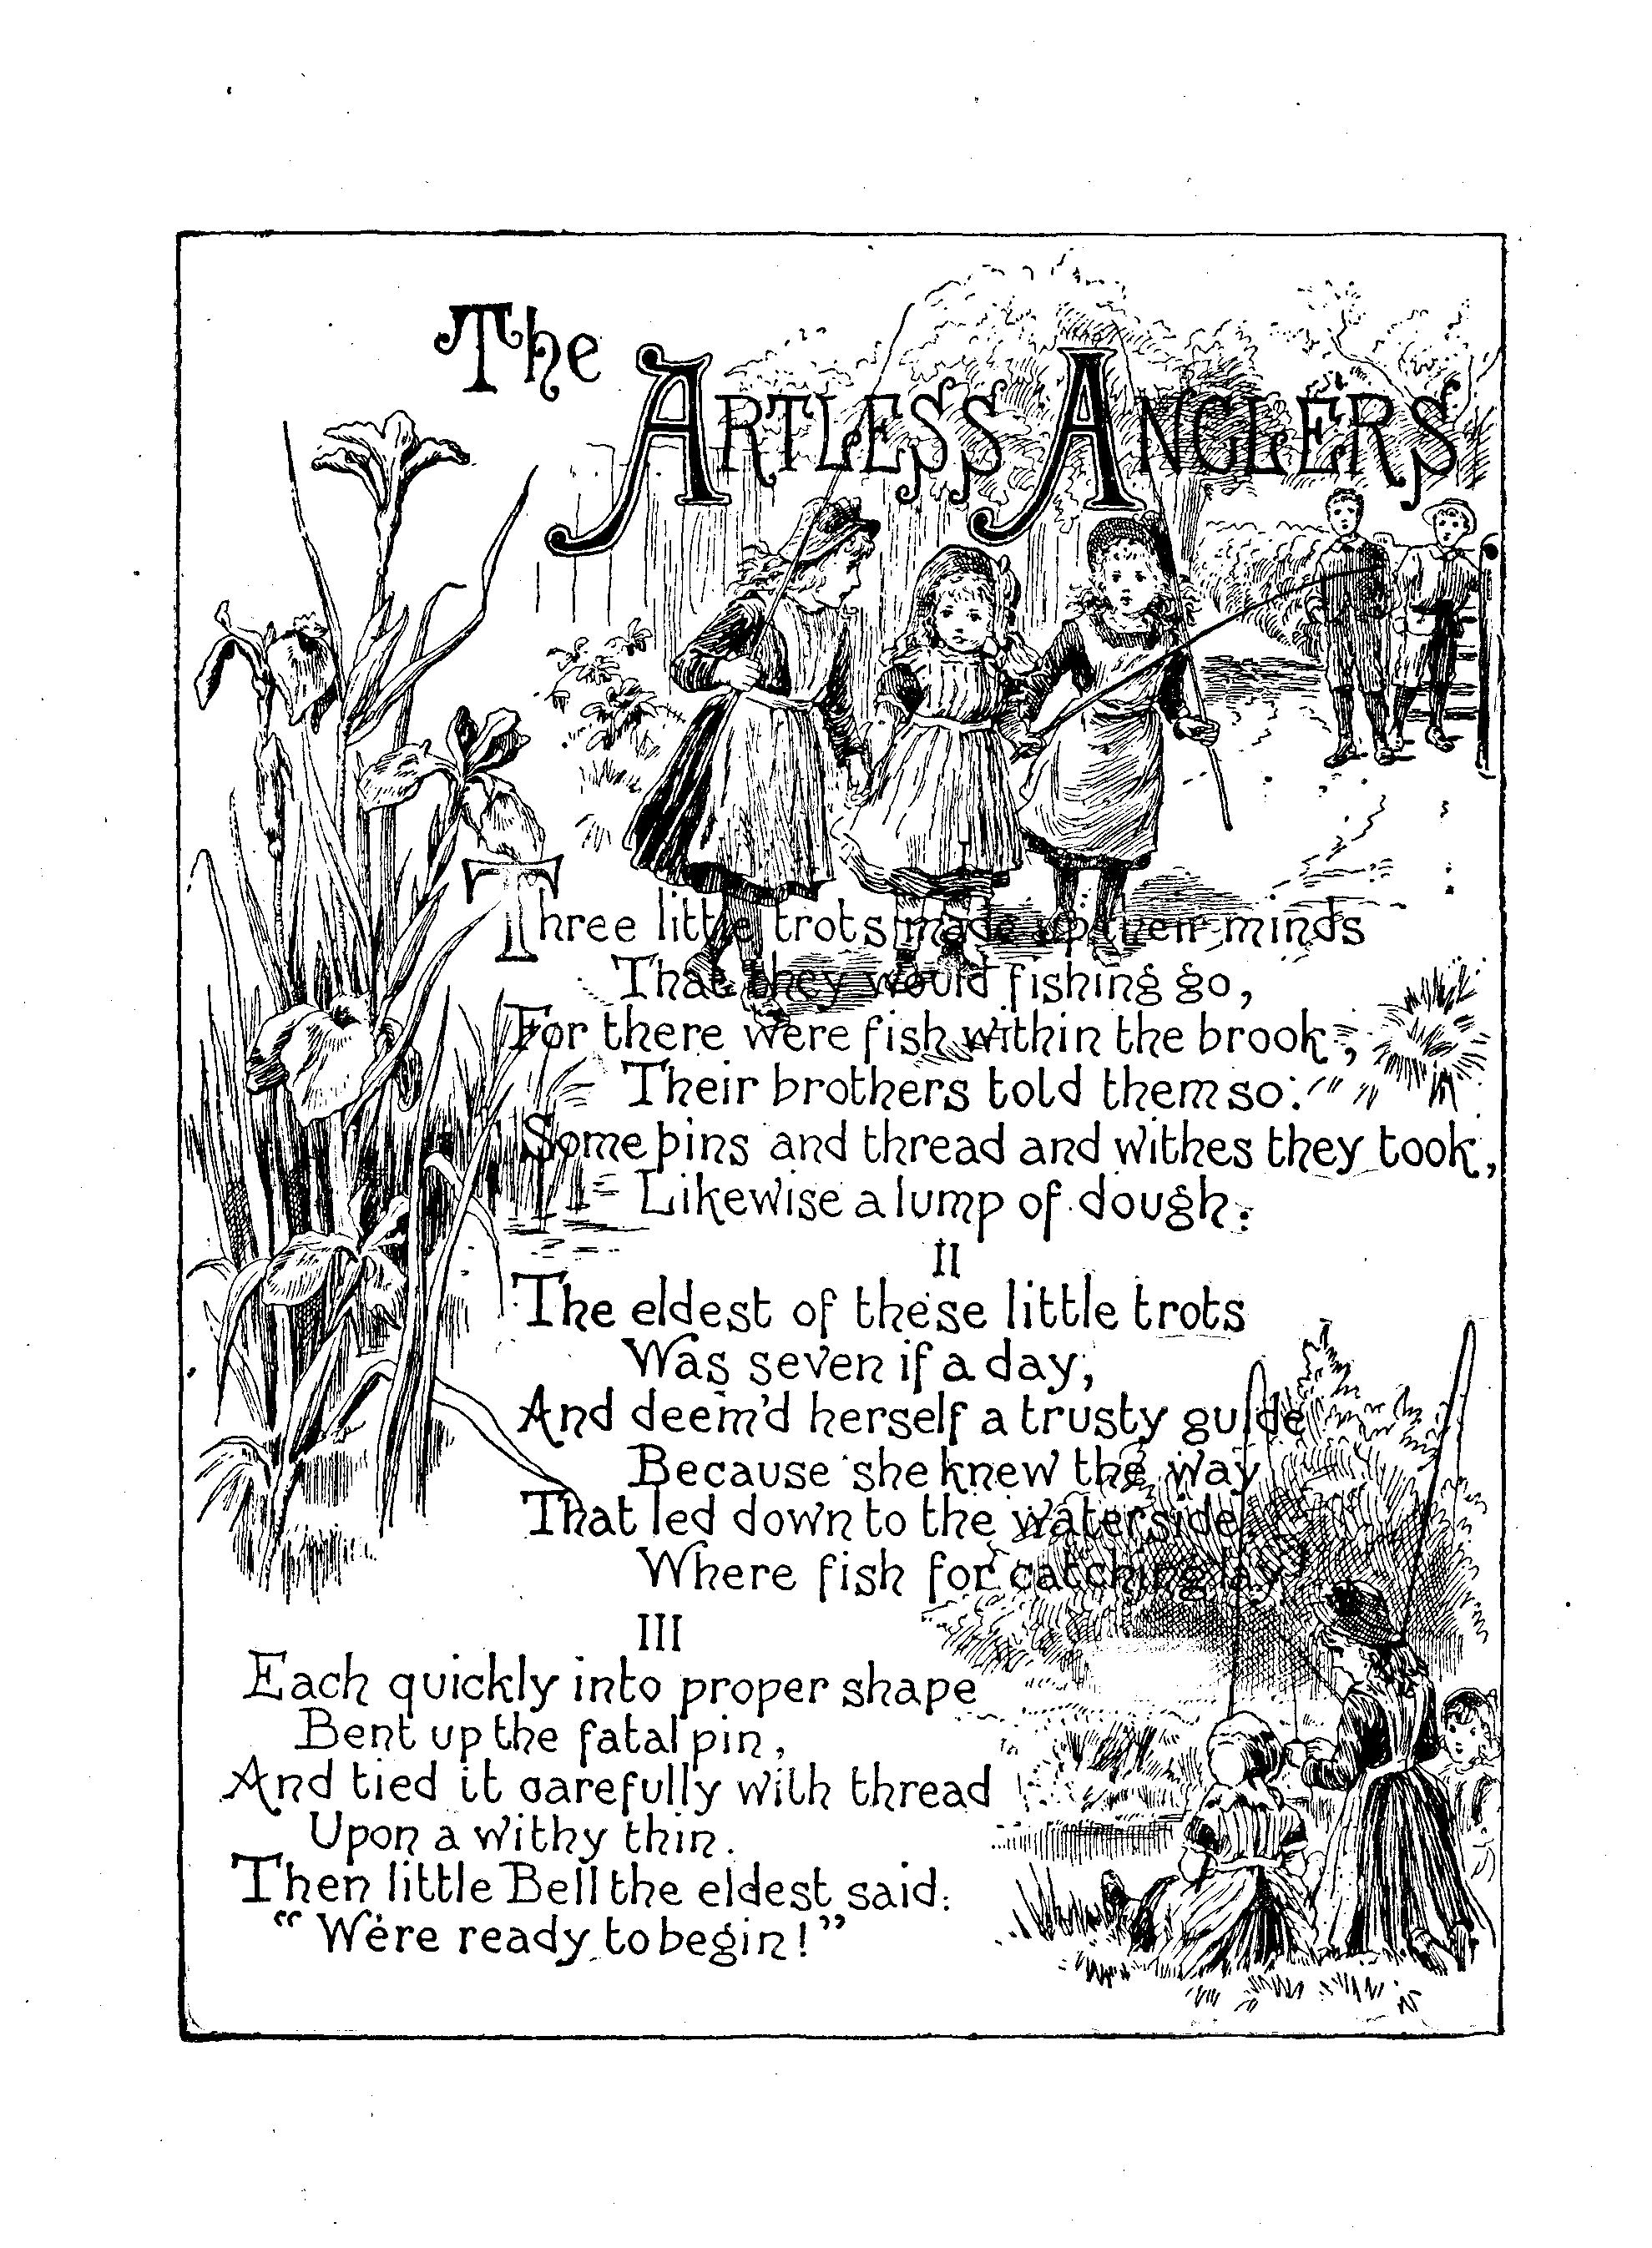 The
ARTLESS ANGLERS
Three little trots made up their minds
That they would fishing go,
For there were fish within the brook,
Their brothers told them so:
Some pins and thread and withes they took,
Likewise a lump of dough.
II
The eldest of these little trots
Was seven if a day,
And deem'd herself a trusty guide
Because she knew the way
That led down to the waterside
Where fish for catching lay
III
Each quickly into proper shape
Bent up the fatal pin,
And tied it carefully with thread
Upon a withy thin.
Then little Bell the eldest said:
"We're ready to begin!"